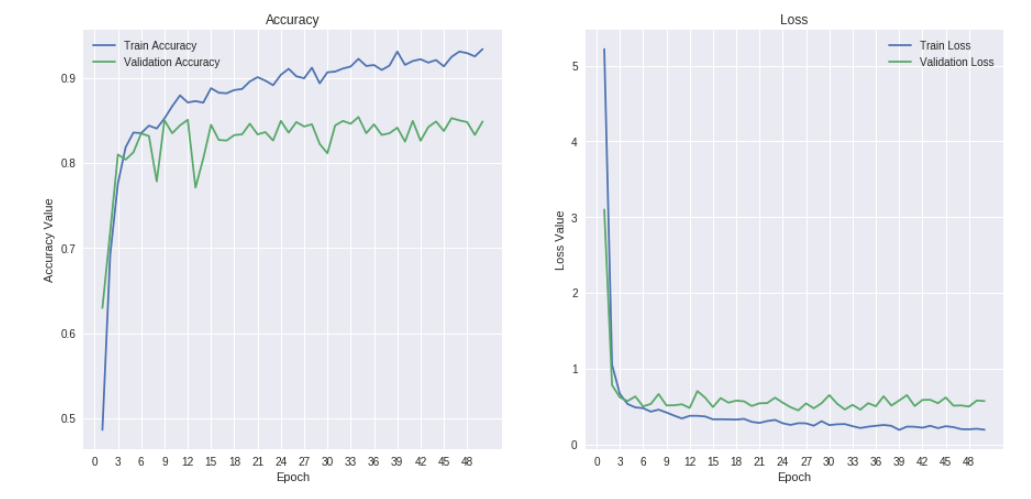 Accuracy
Train Accuracy
Validation Accuracy
Accuracy Value
0.9
0.8
0.7
0.6
0.5
0 3 6 9 12 15 18 21 24 27 30 33 36 39 42 45 48
Epoch
Loss
Train Loss
Validation Loss
Loss Value
5
4
3
2
1
0
0 3 6 9 12 15 18 21 24 27 30 33 36 39 42 45 48
Epoch